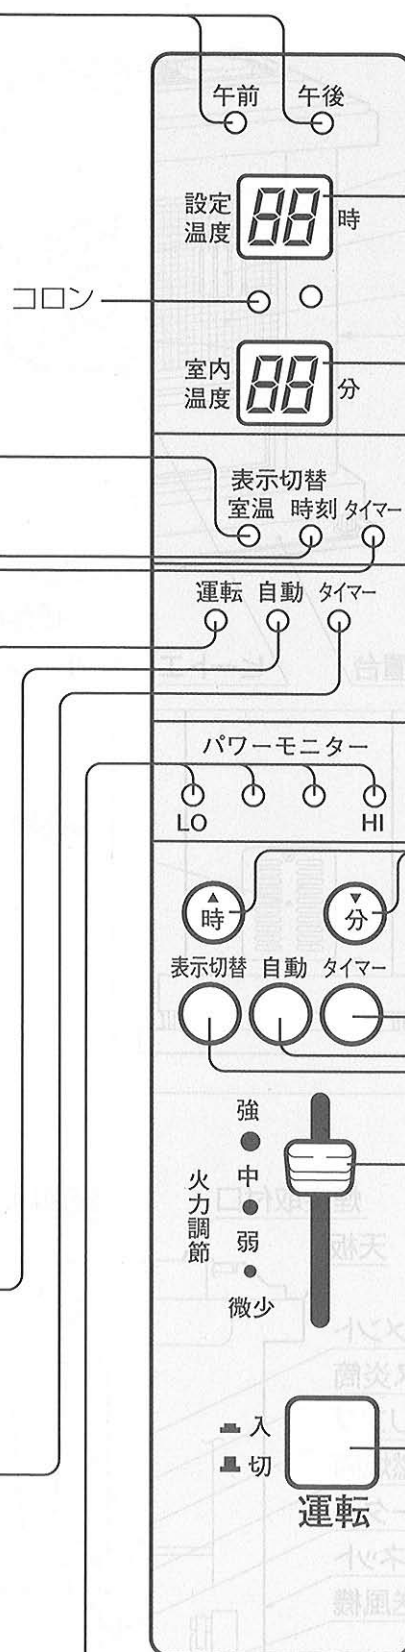 午前 午後
設定温度 88 時
コロン
室内温度 88 分
表示切替
室温 時刻 タイマー
運転 自動 タイマー
パワーモニター
LO HI
▲時 ▼分
表示切替 自動 タイマー
火力調節
強
中
弱
微少
入
切
運転